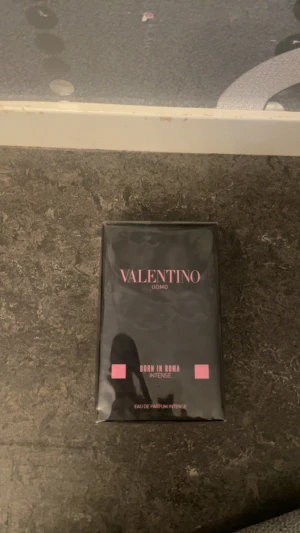 VALENTINO
UOMO
BORN IN ROMA
INTENSE
EAU DE PARFUM INTENSE